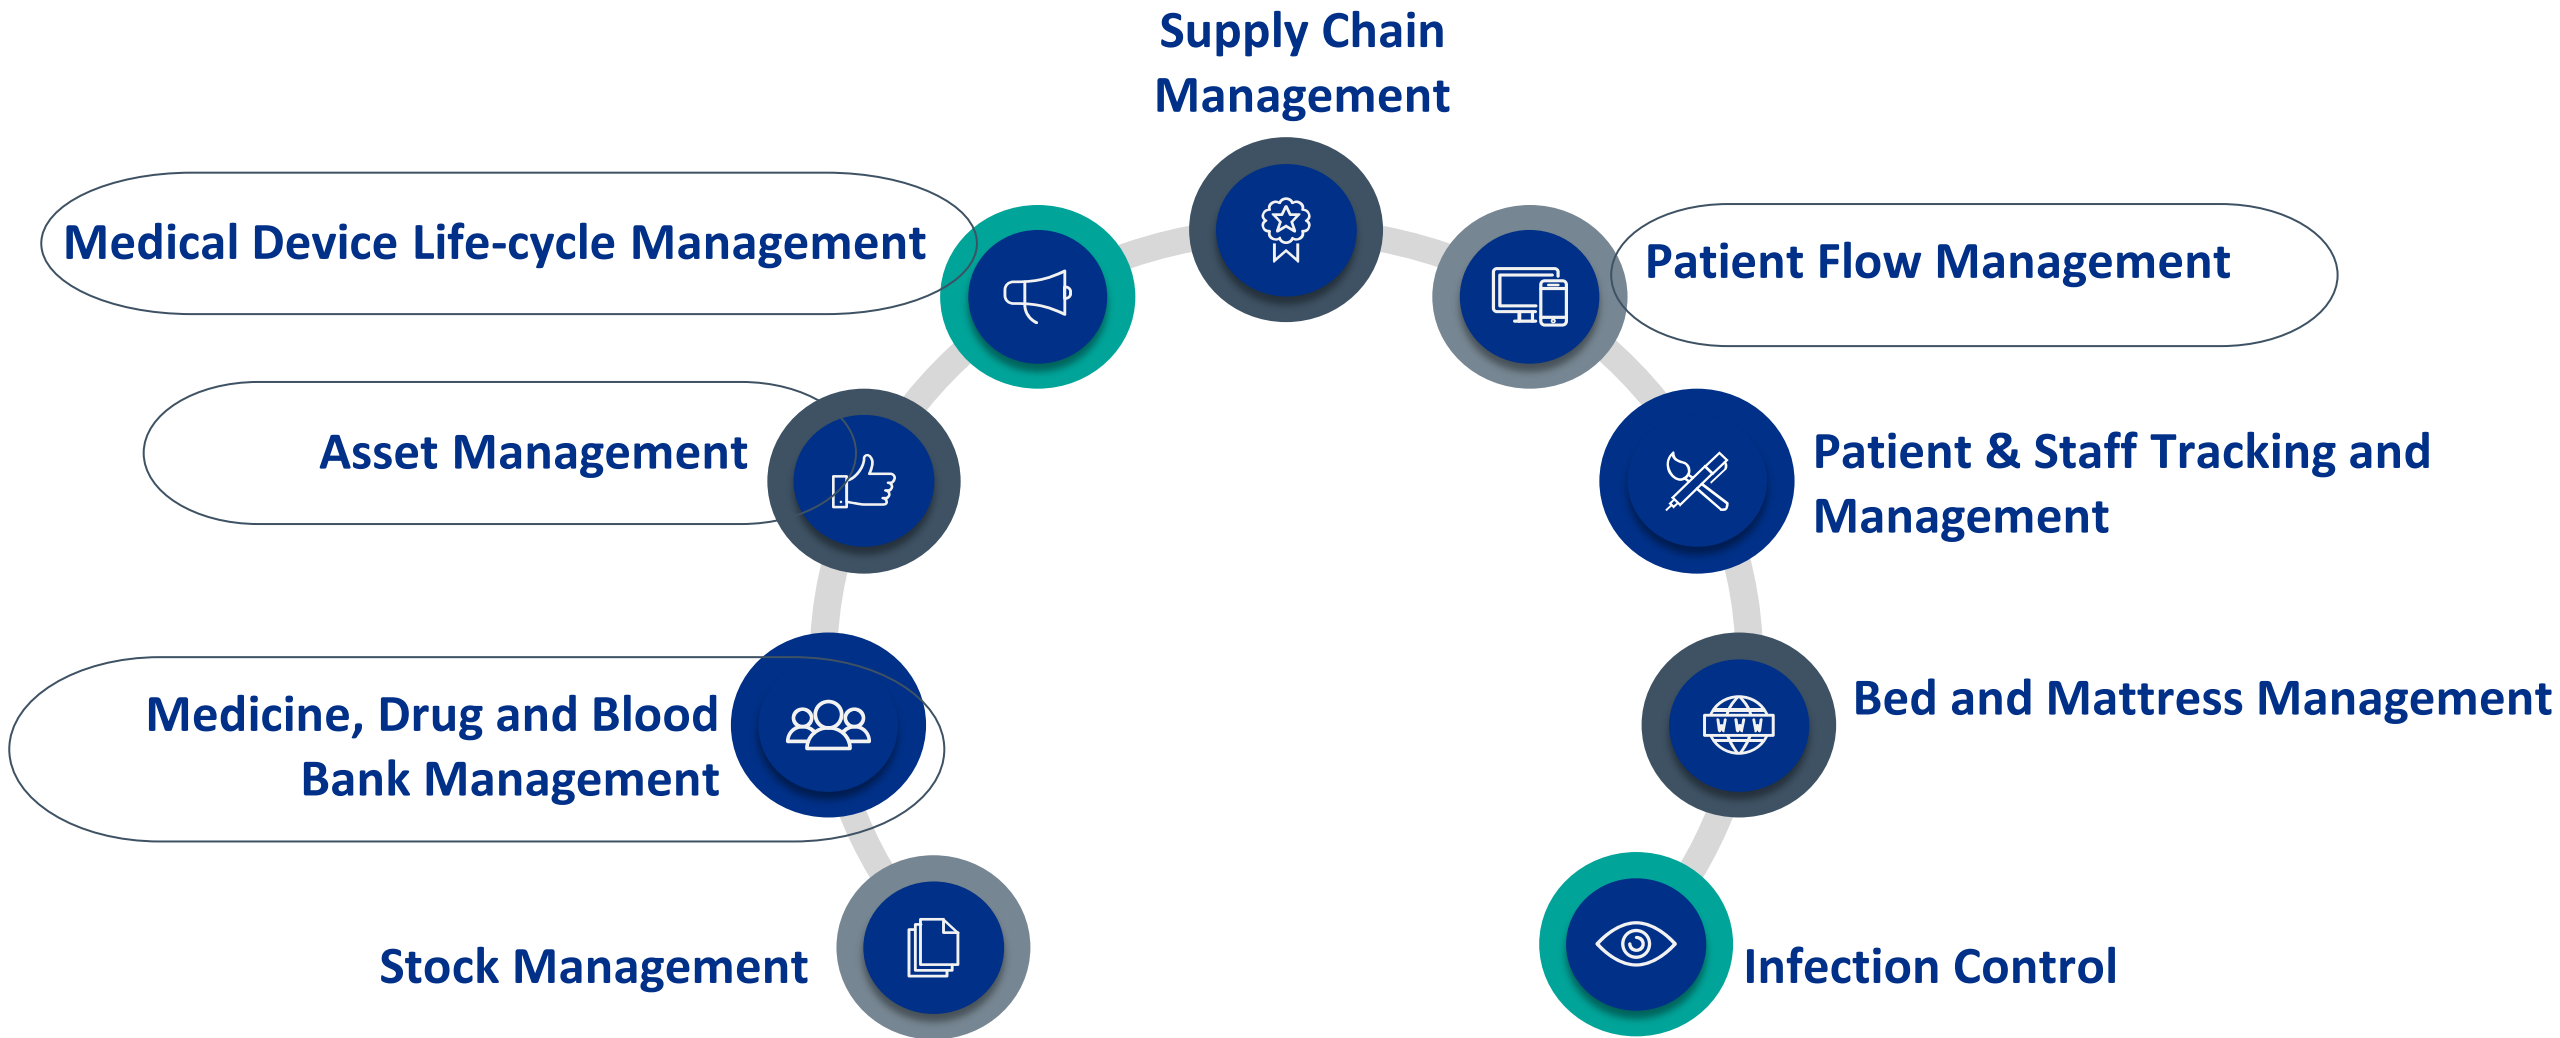 Supply Chain
Management
Medical Device Life-cycle Management
Patient Flow Management
Asset Management
Patient & Staff Tracking and
Management
Medicine, Drug and Blood
Bank Management
Bed and Mattress Management
WWW
Stock Management
Infection Control